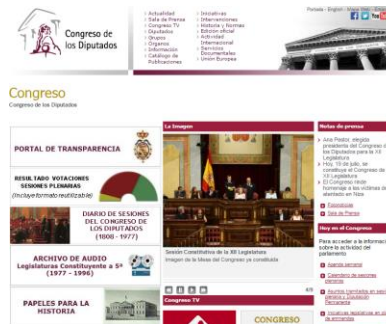 Congreso de
los Diputados
Actualidad
Sala de Prensa
Congreso TV
Diputados
Grupos
Órganos
Información
Catálogo de
Publicaciones
Iniciativas
Intervenciones
Historia y Normas
Edición oficial
Actividad
Internacional
Servicios
Documentales
Unión Europea
Congreso
Congreso de los Diputados
PORTAL DE TRANSPARENCIA
RESULTADO VOTACIONES
SESIONES PLENARIAS
(Incluye formato reutilizable)
DIARIO DE SESIONES
DEL CONGRESO DE
LOS DIPUTADOS
(1808 - 1977)
ARCHIVO DE AUDIO
Legislaturas Constituyente a 5ª
(1977 - 1996)
PAPELES PARA LA
HISTORIA
La Imagen
Sesión Constitutiva de la XII Legislatura
Imagen de la Mesa del Congreso ya constituida
Congreso TV
CONGRESO
Notas de prensa
Ana Pastor, elegida
presidenta del Congreso de
los Diputados para la XII
Legislatura
Hoy, 19 de julio, se
constituye el Congreso de la
XII Legislatura
El Congreso rinde
homenaje a las víctimas del
atentado en Niza
Sala de Prensa
Hoy en el Congreso
Para acceder a la informació
sobre la actividad del
parlamento
Agenda semanal
Calendario de sesiones
plenarias